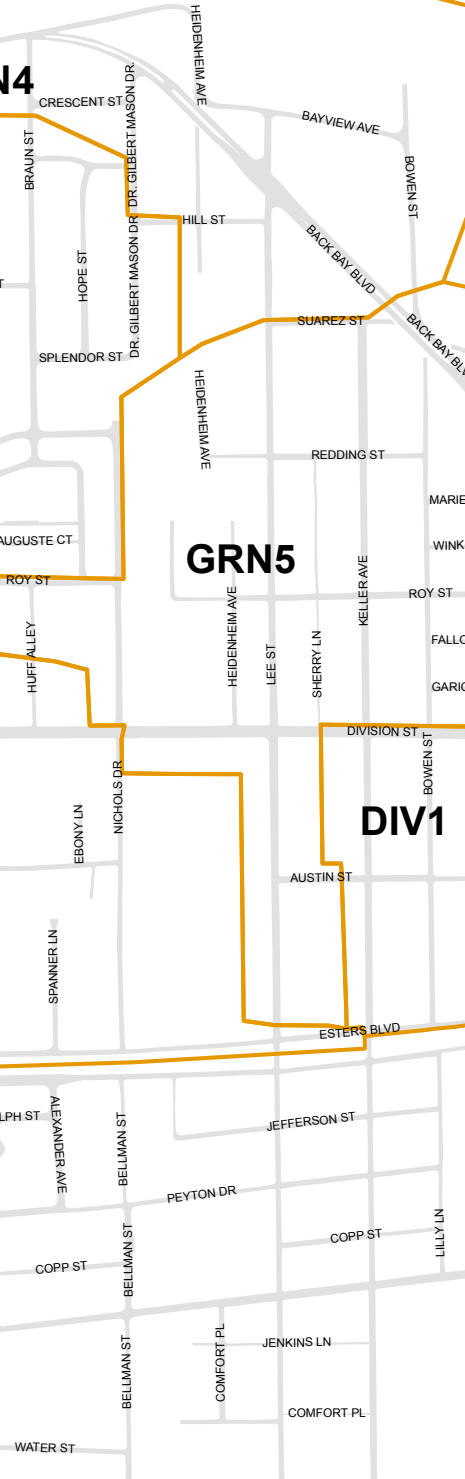 HEIDENHEIM AVE
N4
CRESCENT ST
DR. GILBERT MASON DR.
BAYVIEW AVE
BRAUN ST
BOWEN ST
DR. GILBERT MASON DR
HILL ST
HOPE ST
BACK BAY BLVD
SUAREZ ST
BACK BAY BLV
SPLENDOR ST
HEIDENHEIM AVE
REDDING ST
MARIE
AUGUSTE CT
WINK
GRN5
ROY ST
KELLER AVE
ROY ST
HEIDENHEIM AVE
HUFF ALLEY
LEE ST
SHERRY LN
FALLO
GARIC
DIVISION ST
BOWEN ST
NICHOLS DR
EBONY LN
DIV1
AUSTIN ST
SPANNER LN
ESTERS BLVD
LPH ST
ALEXANDER AVE
BELLMAN ST
JEFFERSON ST
PEYTON DR
LILLY LN
COPP ST
BELLMAN ST
COPP ST
BELLMAN ST
COMFORT PL
JENKINS LN
COMFORT PL
WATER ST